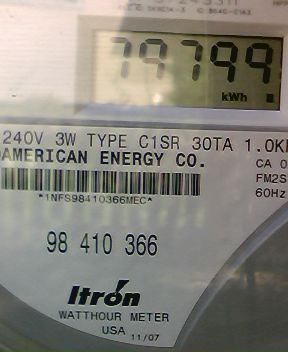 79799
kWh
240V 3W TYPE C1SR 30TA 1.0K
AMERICAN ENERGY CO.
CA 0
FM2S
60Hz
*1NFS98410366MEC*
98 410 366
Itrón
WATTHOUR METER
USA 11/07